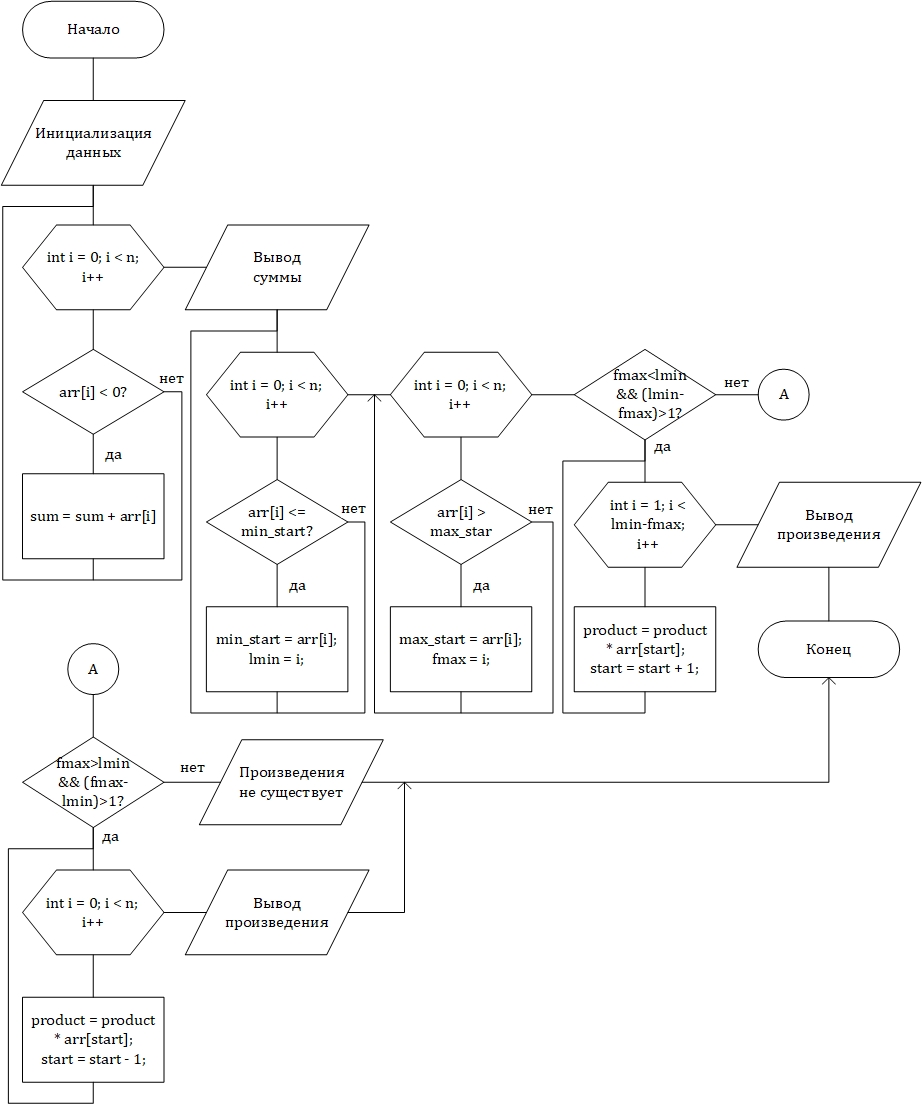 Начало
Инициализация
данных
int i = 0; i < n;
i++
Вывод
суммы
arr[i] < 0?
нет
да
sum = sum + arr[i]
int i = 0; i < n;
i++
arr[i] <=
min_start?
нет
да
min_start = arr[i];
lmin = i;
int i = 0; i < n;
i++
arr[i] >
max_star
нет
да
max_start = arr[i];
fmax = i;
fmax<lmin
&& (lmin-
fmax)>1?
нет
A
да
int i = 1; i <
lmin-fmax;
i++
Вывод
произведения
product = product
* arr[start];
start = start + 1;
Конец
A
fmax>lmin
&& (fmax-
lmin)>1?
нет
Произведения
не существует
да
int i = 0; i < n;
i++
Вывод
произведения
product = product
* arr[start];
start = start - 1;